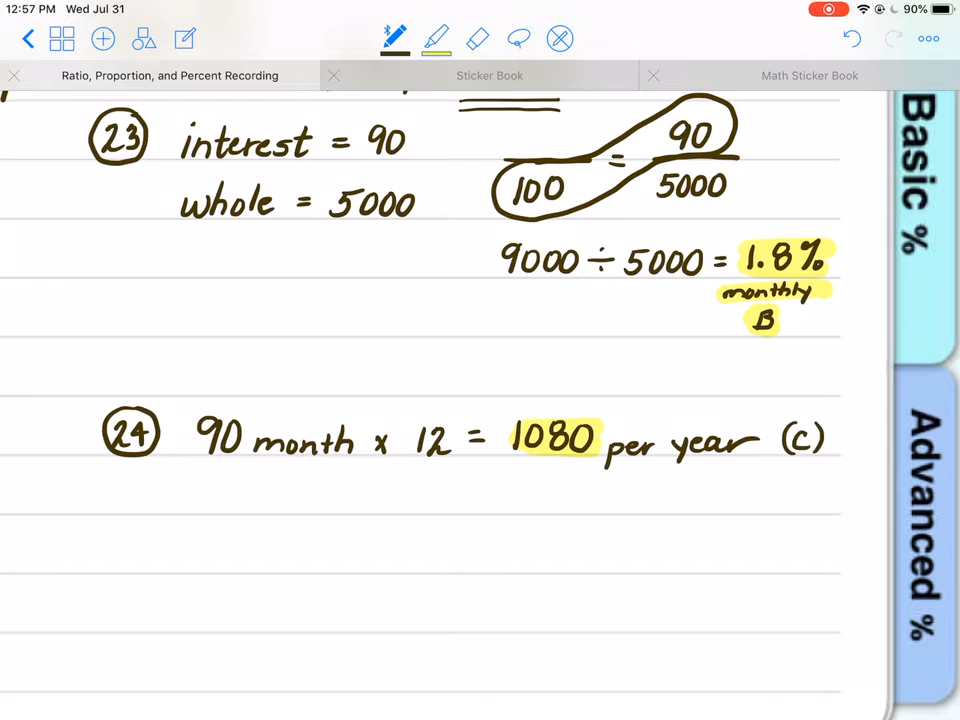 12:57 PM Wed Jul 31
90%
Ratio, Proportion, and Percent Recording
Sticker Book
Math Sticker Book
23 interest = 90
whole = 5000
100 = 90
5000
9000 ÷ 5000 = 1.8%
monthly
B
24 90 month x 12 = 1080 per year (c)
Basic %
Advanced %